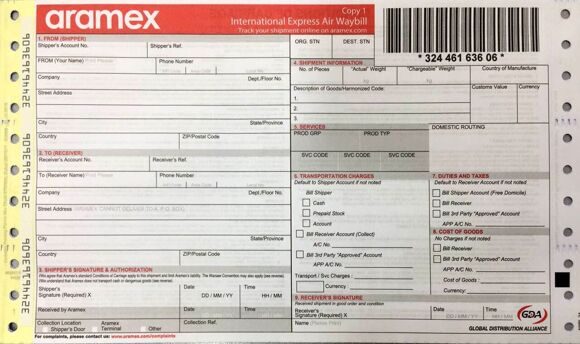 aramex
Copy 1
International Express Air Waybill
Track your shipment online on aramex.com
* 324 461 636 06 *
32446163606
1. FROM (SHIPPER)
Shipper's Account No. Shipper's Ref.
FROM (Your Name) Phone Number
Company Dept./Floor No.
Street Address
City State/Province
Country ZIP/Postal Code
2. TO (RECEIVER)
Receiver's Account No. Receiver's Ref.
To (Receiver Name) Phone Number
Company Dept./Floor No.
Street Address ARAMEX CANNOT DELIVER TO A P.O. BOX
City State/Province
Country ZIP/Postal Code
3. SHIPPER'S SIGNATURE & AUTHORIZATION
Shipper's Signature (Required) X Date DD / MM / YY Time HH / MM
Received by Aramex Date Time
Collection Location Shipper's Door Aramex Terminal Other Collection Ref.
For complaints, please contact us: www.aramex.com/complaints
ORG. STN DEST. STN
4. SHIPMENT INFORMATION
No. of Pieces "Actual" Weight "Chargeable" Weight Country of Manufacture
Kg
Description of Goods/Harmonized Code: Customs Value Currency
1.
2.
3.
5. SERVICES DOMESTIC ROUTING
PROD GRP PROD TYP
SVC CODE SVC CODE SVC CODE
6. TRANSPORTATION CHARGES
Default to Shipper Account if not noted
Bill Shipper
Cash
Prepaid Stock
Account
Bill Receiver Account (Collect)
A/C No.
Bill 3rd Party "Approved" Account
APP A/C No.
Transport / Svc Charges :
Currency :
7. DUTIES AND TAXES
Default to Receiver Account if not noted
Bill Shipper Account (Free Domicile)
Bill Receiver
Bill 3rd Party "Approved" Account
APP A/C No.
8. COST OF GOODS
No Charges if not noted
Bill Receiver
Bill 3rd Party "Approved" Account
APP A/C No.
Cost of Goods :
Currency :
9. RECEIVER'S SIGNATURE
Received shipment in good order and condition
Receiver's Signature (Required) X
Name (Please Print)
Date DD / MM / YY
Time HH / MM
GDA
GLOBAL DISTRIBUTION ALLIANCE